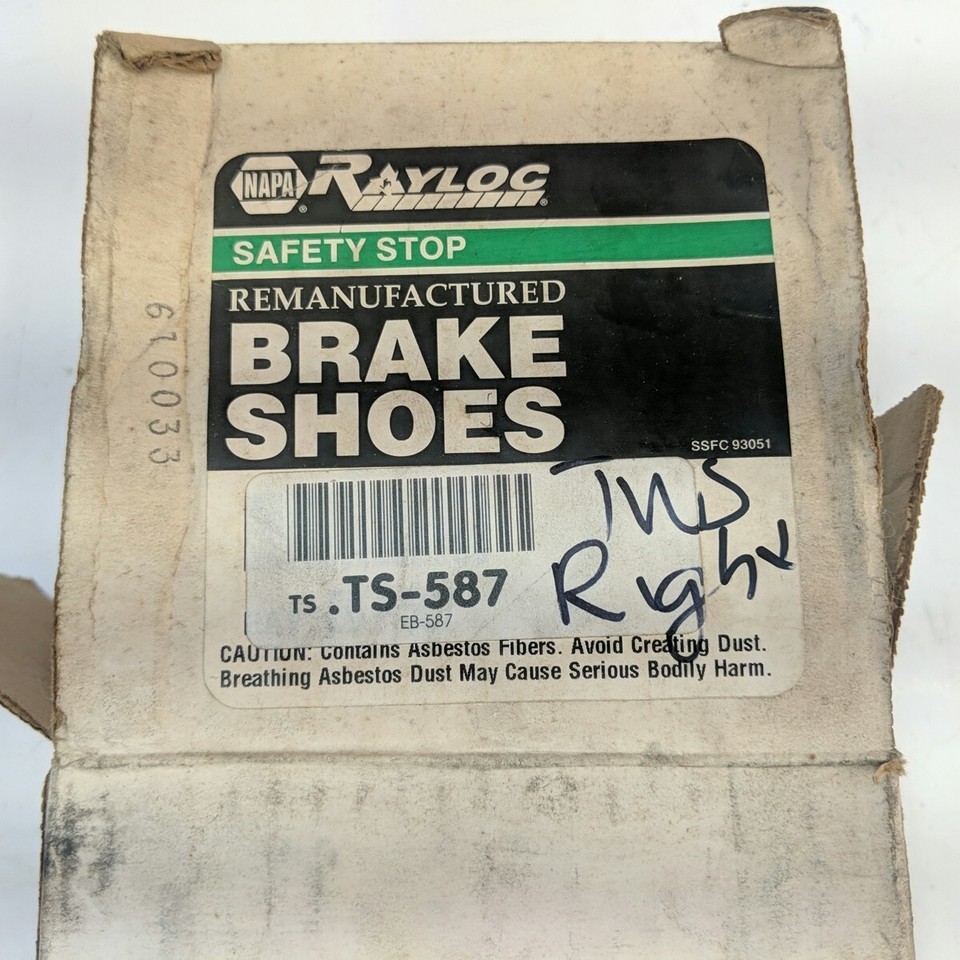 NAPA® RAYLOC®
SAFETY STOP
REMANUFACTURED
BRAKE
SHOES
SSFC 93051
TS .TS-587
EB-587
TWS
Right
CAUTION: Contains Asbestos Fibers. Avoid Creating Dust.
Breathing Asbestos Dust May Cause Serious Bodily Harm.
610033